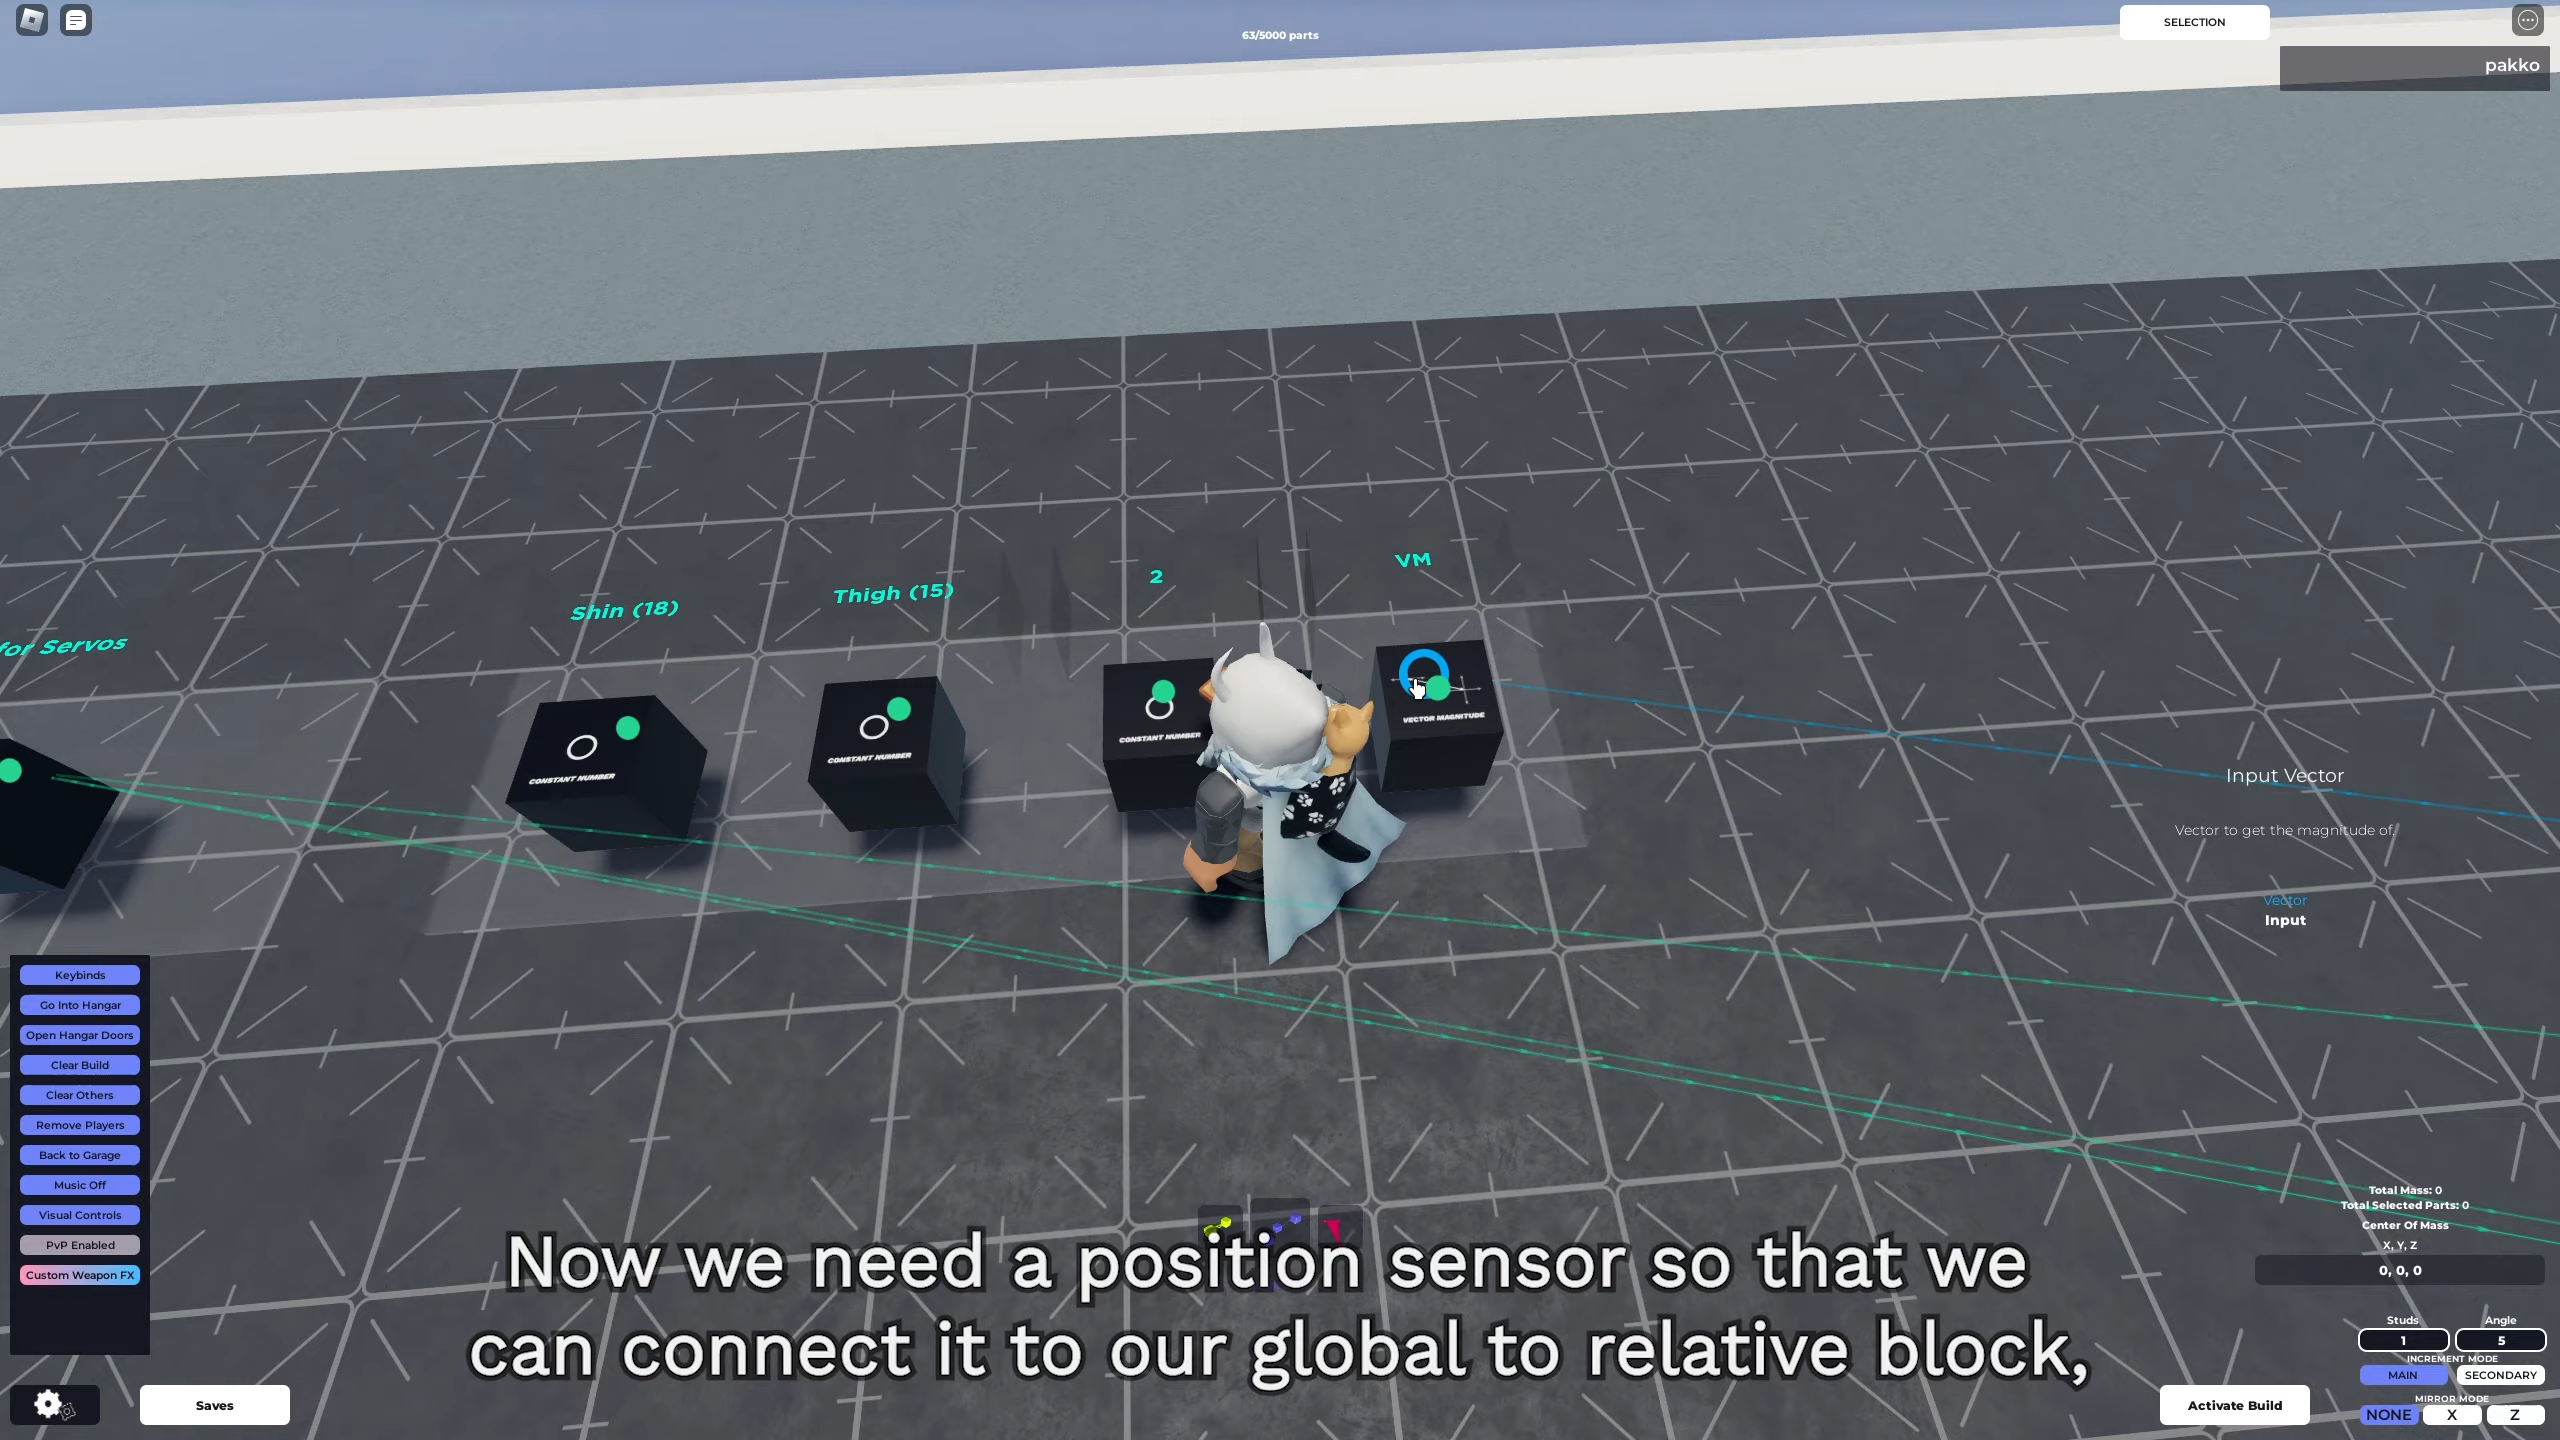 63/5000 parts
SELECTION
pakko
VM
2
Thigh (15)
Shin (18)
for Servos
CONSTANT NUMBER
CONSTANT NUMBER
CONSTANT NUMBER
VECTOR MAGNITUDE
Input Vector
Vector to get the magnitude of.
Vector
Input
Keybinds
Go Into Hangar
Open Hangar Doors
Clear Build
Clear Others
Remove Players
Back to Garage
Music Off
Visual Controls
PvP Enabled
Custom Weapon FX
Saves
Now we need a position sensor so that we
can connect it to our global to relative block,
Total Mass: 0
Total Selected Parts: 0
Center Of Mass
X, Y, Z
0, 0, 0
Studs
Angle
1
5
INCREMENT MODE
MAIN
SECONDARY
MIRROR MODE
NONE
X
Z
Activate Build